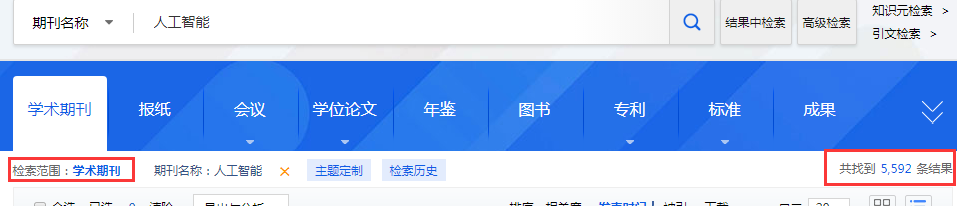 期刊名称 人工智能 结果中检索 高级检索 知识元检索 >
引文检索 >
学术期刊 报纸 会议 学位论文 年鉴 图书 专利 标准 成果
检索范围：学术期刊 期刊名称：人工智能 × 主题定制 检索历史 共找到 5,592 条结果